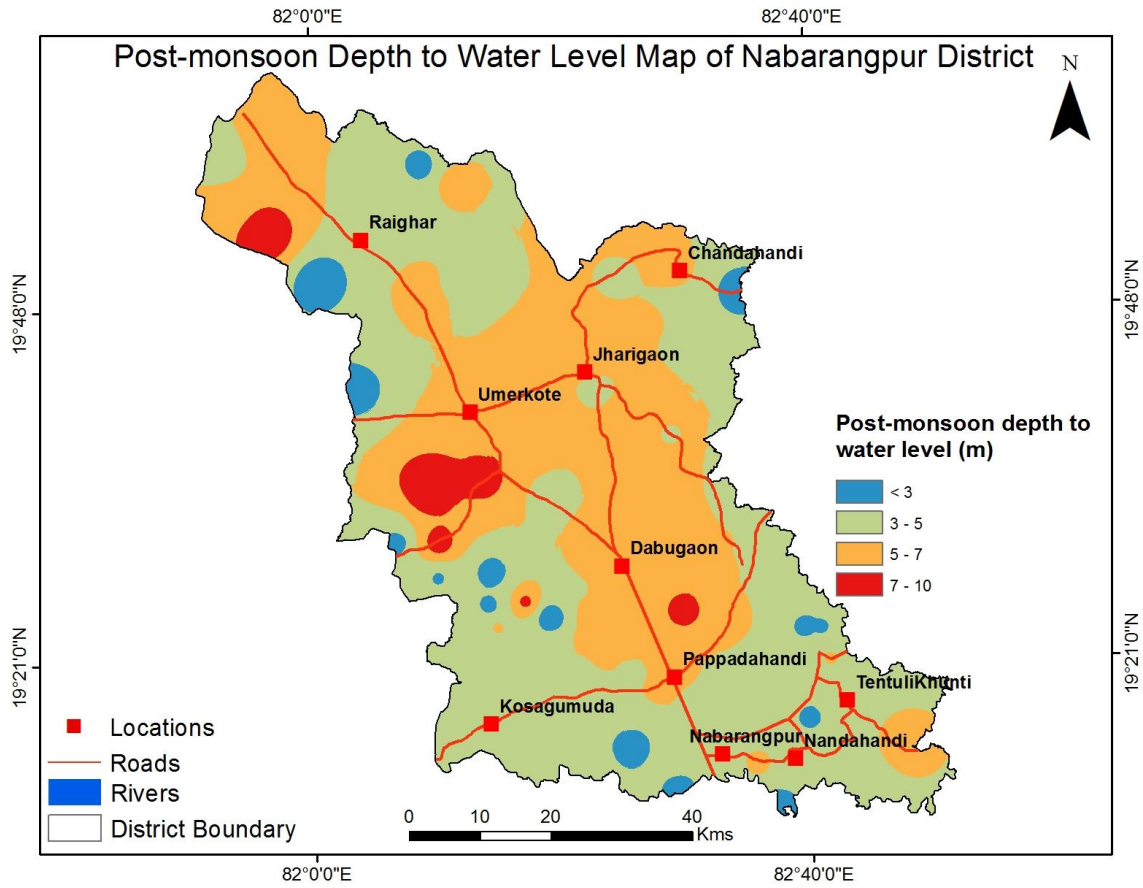 82°0'0"E
82°40'0"E
Post-monsoon Depth to Water Level Map of Nabarangpur District
N
Raighar
Chandahandi
19°48'0"N
19°48'0"N
Jharigaon
Umerkote
Post-monsoon depth to
water level (m)
< 3
3 - 5
5 - 7
7 - 10
Dabugaon
Pappadahandi
19°21'0"N
19°21'0"N
TentuliKhunti
Kosagumuda
Nabarangpur
Nandahandi
Locations
Roads
Rivers
District Boundary
0 10 20 40
Kms
82°0'0"E
82°40'0"E